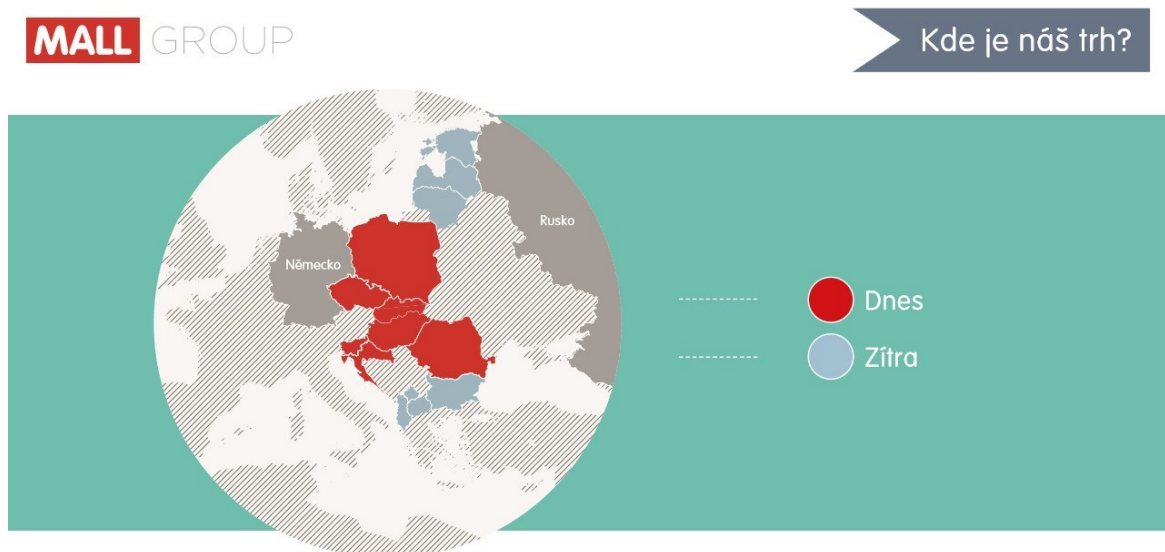 MALL GROUP
Kde je náš trh?
Rusko
Německo
Dnes
Zítra